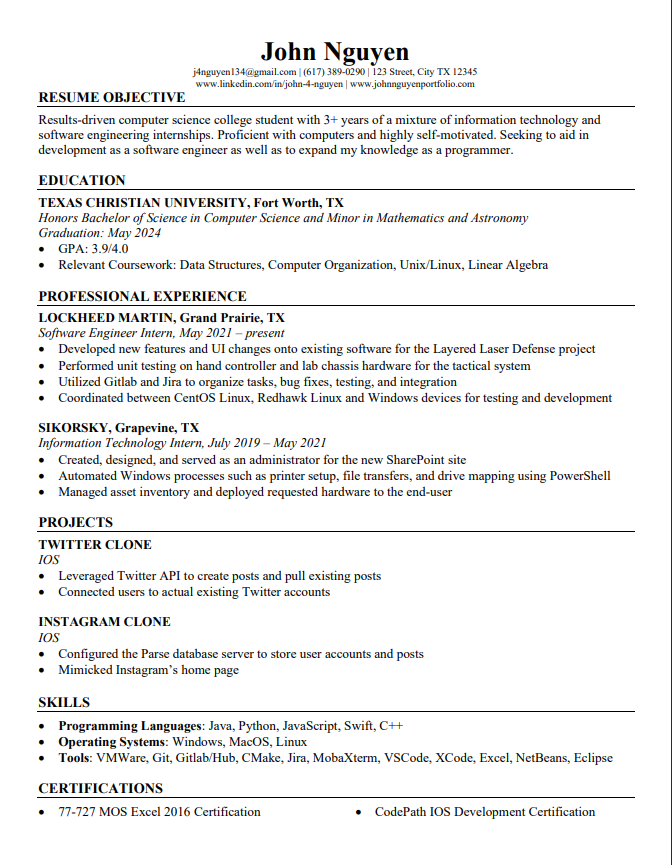 John Nguyen
j4nguyen134@gmail.com | (617) 389-0290 | 123 Street, City TX 12345
www.linkedin.com/in/john-4-nguyen | www.johnnguyenportfolio.com
RESUME OBJECTIVE
Results-driven computer science college student with 3+ years of a mixture of information technology and
software engineering internships. Proficient with computers and highly self-motivated. Seeking to aid in
development as a software engineer as well as to expand my knowledge as a programmer.
EDUCATION
TEXAS CHRISTIAN UNIVERSITY, Fort Worth, TX
Honors Bachelor of Science in Computer Science and Minor in Mathematics and Astronomy
Graduation: May 2024
• GPA: 3.9/4.0
• Relevant Coursework: Data Structures, Computer Organization, Unix/Linux, Linear Algebra
PROFESSIONAL EXPERIENCE
LOCKHEED MARTIN, Grand Prairie, TX
Software Engineer Intern, May 2021 – present
• Developed new features and UI changes onto existing software for the Layered Laser Defense project
• Performed unit testing on hand controller and lab chassis hardware for the tactical system
• Utilized Gitlab and Jira to organize tasks, bug fixes, testing, and integration
• Coordinated between CentOS Linux, Redhawk Linux and Windows devices for testing and development
SIKORSKY, Grapevine, TX
Information Technology Intern, July 2019 – May 2021
• Created, designed, and served as an administrator for the new SharePoint site
• Automated Windows processes such as printer setup, file transfers, and drive mapping using PowerShell
• Managed asset inventory and deployed requested hardware to the end-user
PROJECTS
TWITTER CLONE
IOS
• Leveraged Twitter API to create posts and pull existing posts
• Connected users to actual existing Twitter accounts
INSTAGRAM CLONE
IOS
• Configured the Parse database server to store user accounts and posts
• Mimicked Instagram’s home page
SKILLS
• Programming Languages: Java, Python, JavaScript, Swift, C++
• Operating Systems: Windows, MacOS, Linux
• Tools: VMWare, Git, Gitlab/Hub, CMake, Jira, MobaXterm, VSCode, XCode, Excel, NetBeans, Eclipse
CERTIFICATIONS
• 77-727 MOS Excel 2016 Certification • CodePath IOS Development Certification